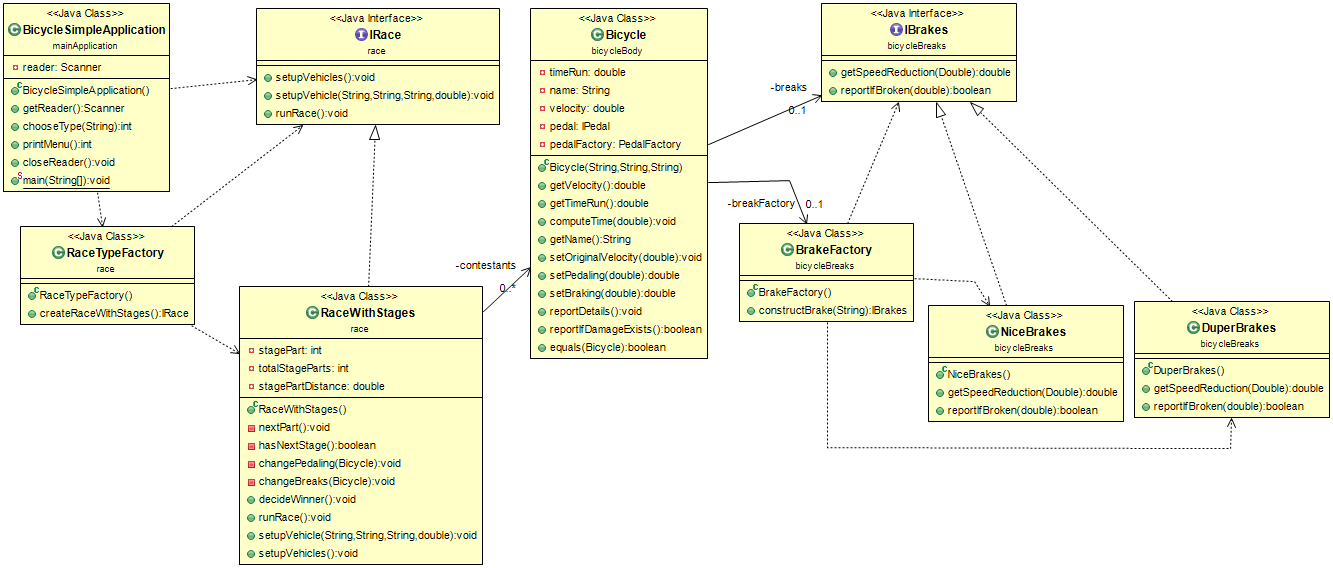 <<Java Class>>
BicycleSimpleApplication
mainApplication
reader: Scanner
BicycleSimpleApplication()
getReader():Scanner
chooseType(String):int
printMenu():int
closeReader():void
main(String[]):void
<<Java Interface>>
IRace
race
setupVehicles():void
setupVehicle(String,String,String,double):void
runRace():void
<<Java Class>>
Bicycle
bicycleBody
timeRun: double
name: String
velocity: double
pedal: IPedal
pedalFactory: PedalFactory
Bicycle(String,String,String)
getVelocity():double
getTimeRun():double
computeTime(double):void
getName():String
setOriginalVelocity(double):void
setPedaling(double):double
setBraking(double):double
reportDetails():void
reportIfDamageExists():boolean
equals(Bicycle):boolean
<<Java Interface>>
IBrakes
bicycleBreaks
getSpeedReduction(Double):double
reportIfBroken(double):boolean
-breaks
0..1
-breakFactory
0..1
-contestants
0..*
<<Java Class>>
RaceTypeFactory
race
RaceTypeFactory()
createRaceWithStages():IRace
<<Java Class>>
RaceWithStages
race
stagePart: int
totalStageParts: int
stagePartDistance: double
RaceWithStages()
nextPart():void
hasNextStage():boolean
changePedaling(Bicycle):void
changeBreaks(Bicycle):void
decideWinner():void
runRace():void
setupVehicle(String,String,String,double):void
setupVehicles():void
<<Java Class>>
BrakeFactory
bicycleBreaks
BrakeFactory()
constructBrake(String):IBrakes
<<Java Class>>
NiceBrakes
bicycleBreaks
NiceBrakes()
getSpeedReduction(Double):double
reportIfBroken(double):boolean
<<Java Class>>
DuperBrakes
bicycleBreaks
DuperBrakes()
getSpeedReduction(Double):double
reportIfBroken(double):boolean